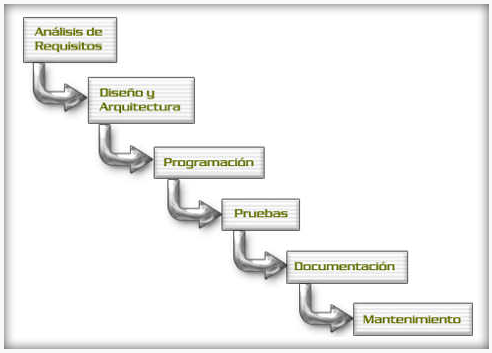 Análisis de
Requisitos
Diseño y
Arquitectura
Programación
Pruebas
Documentación
Mantenimiento